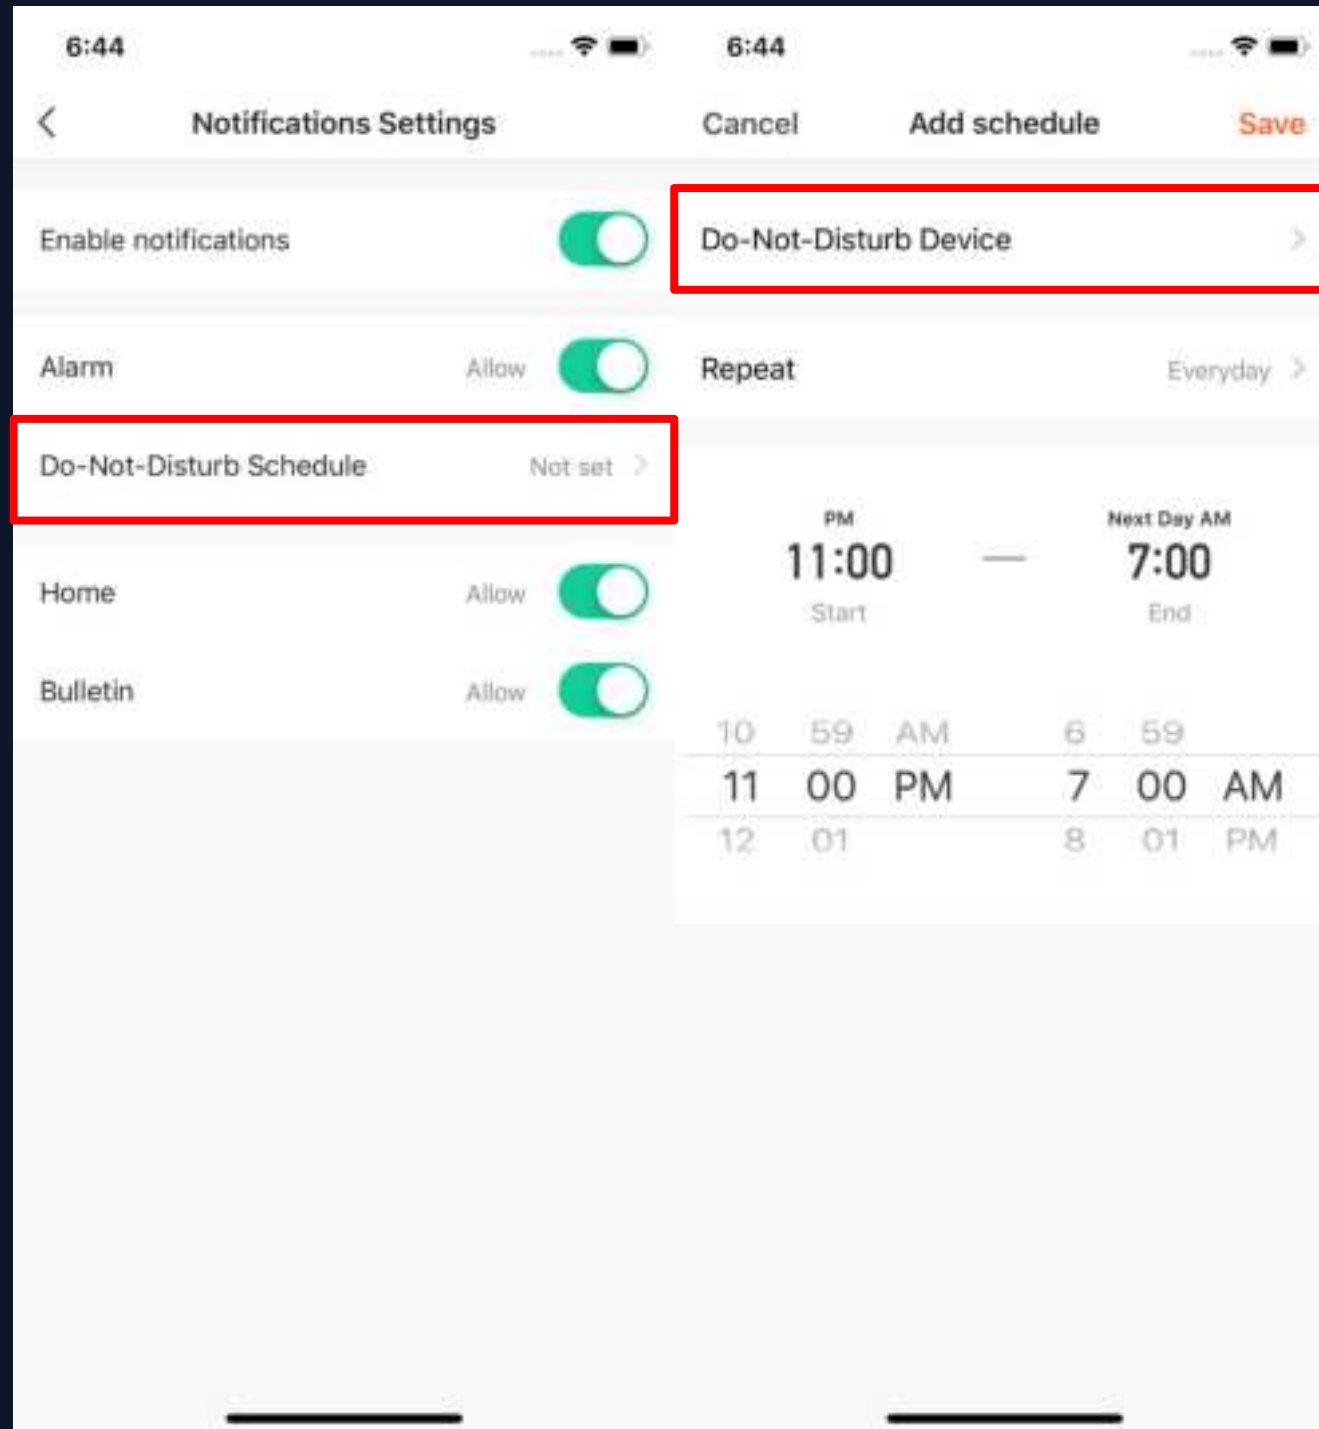 6:44
Notifications Settings
Enable notifications
Alarm Allow
Do-Not-Disturb Schedule Not set
Home Allow
Bulletin Allow
6:44
Cancel Add schedule Save
Do-Not-Disturb Device
Repeat Everyday
PM Next Day AM
11:00 — 7:00
Start End
10 59 AM 6 59
11 00 PM 7 00 AM
12 01 8 01 PM